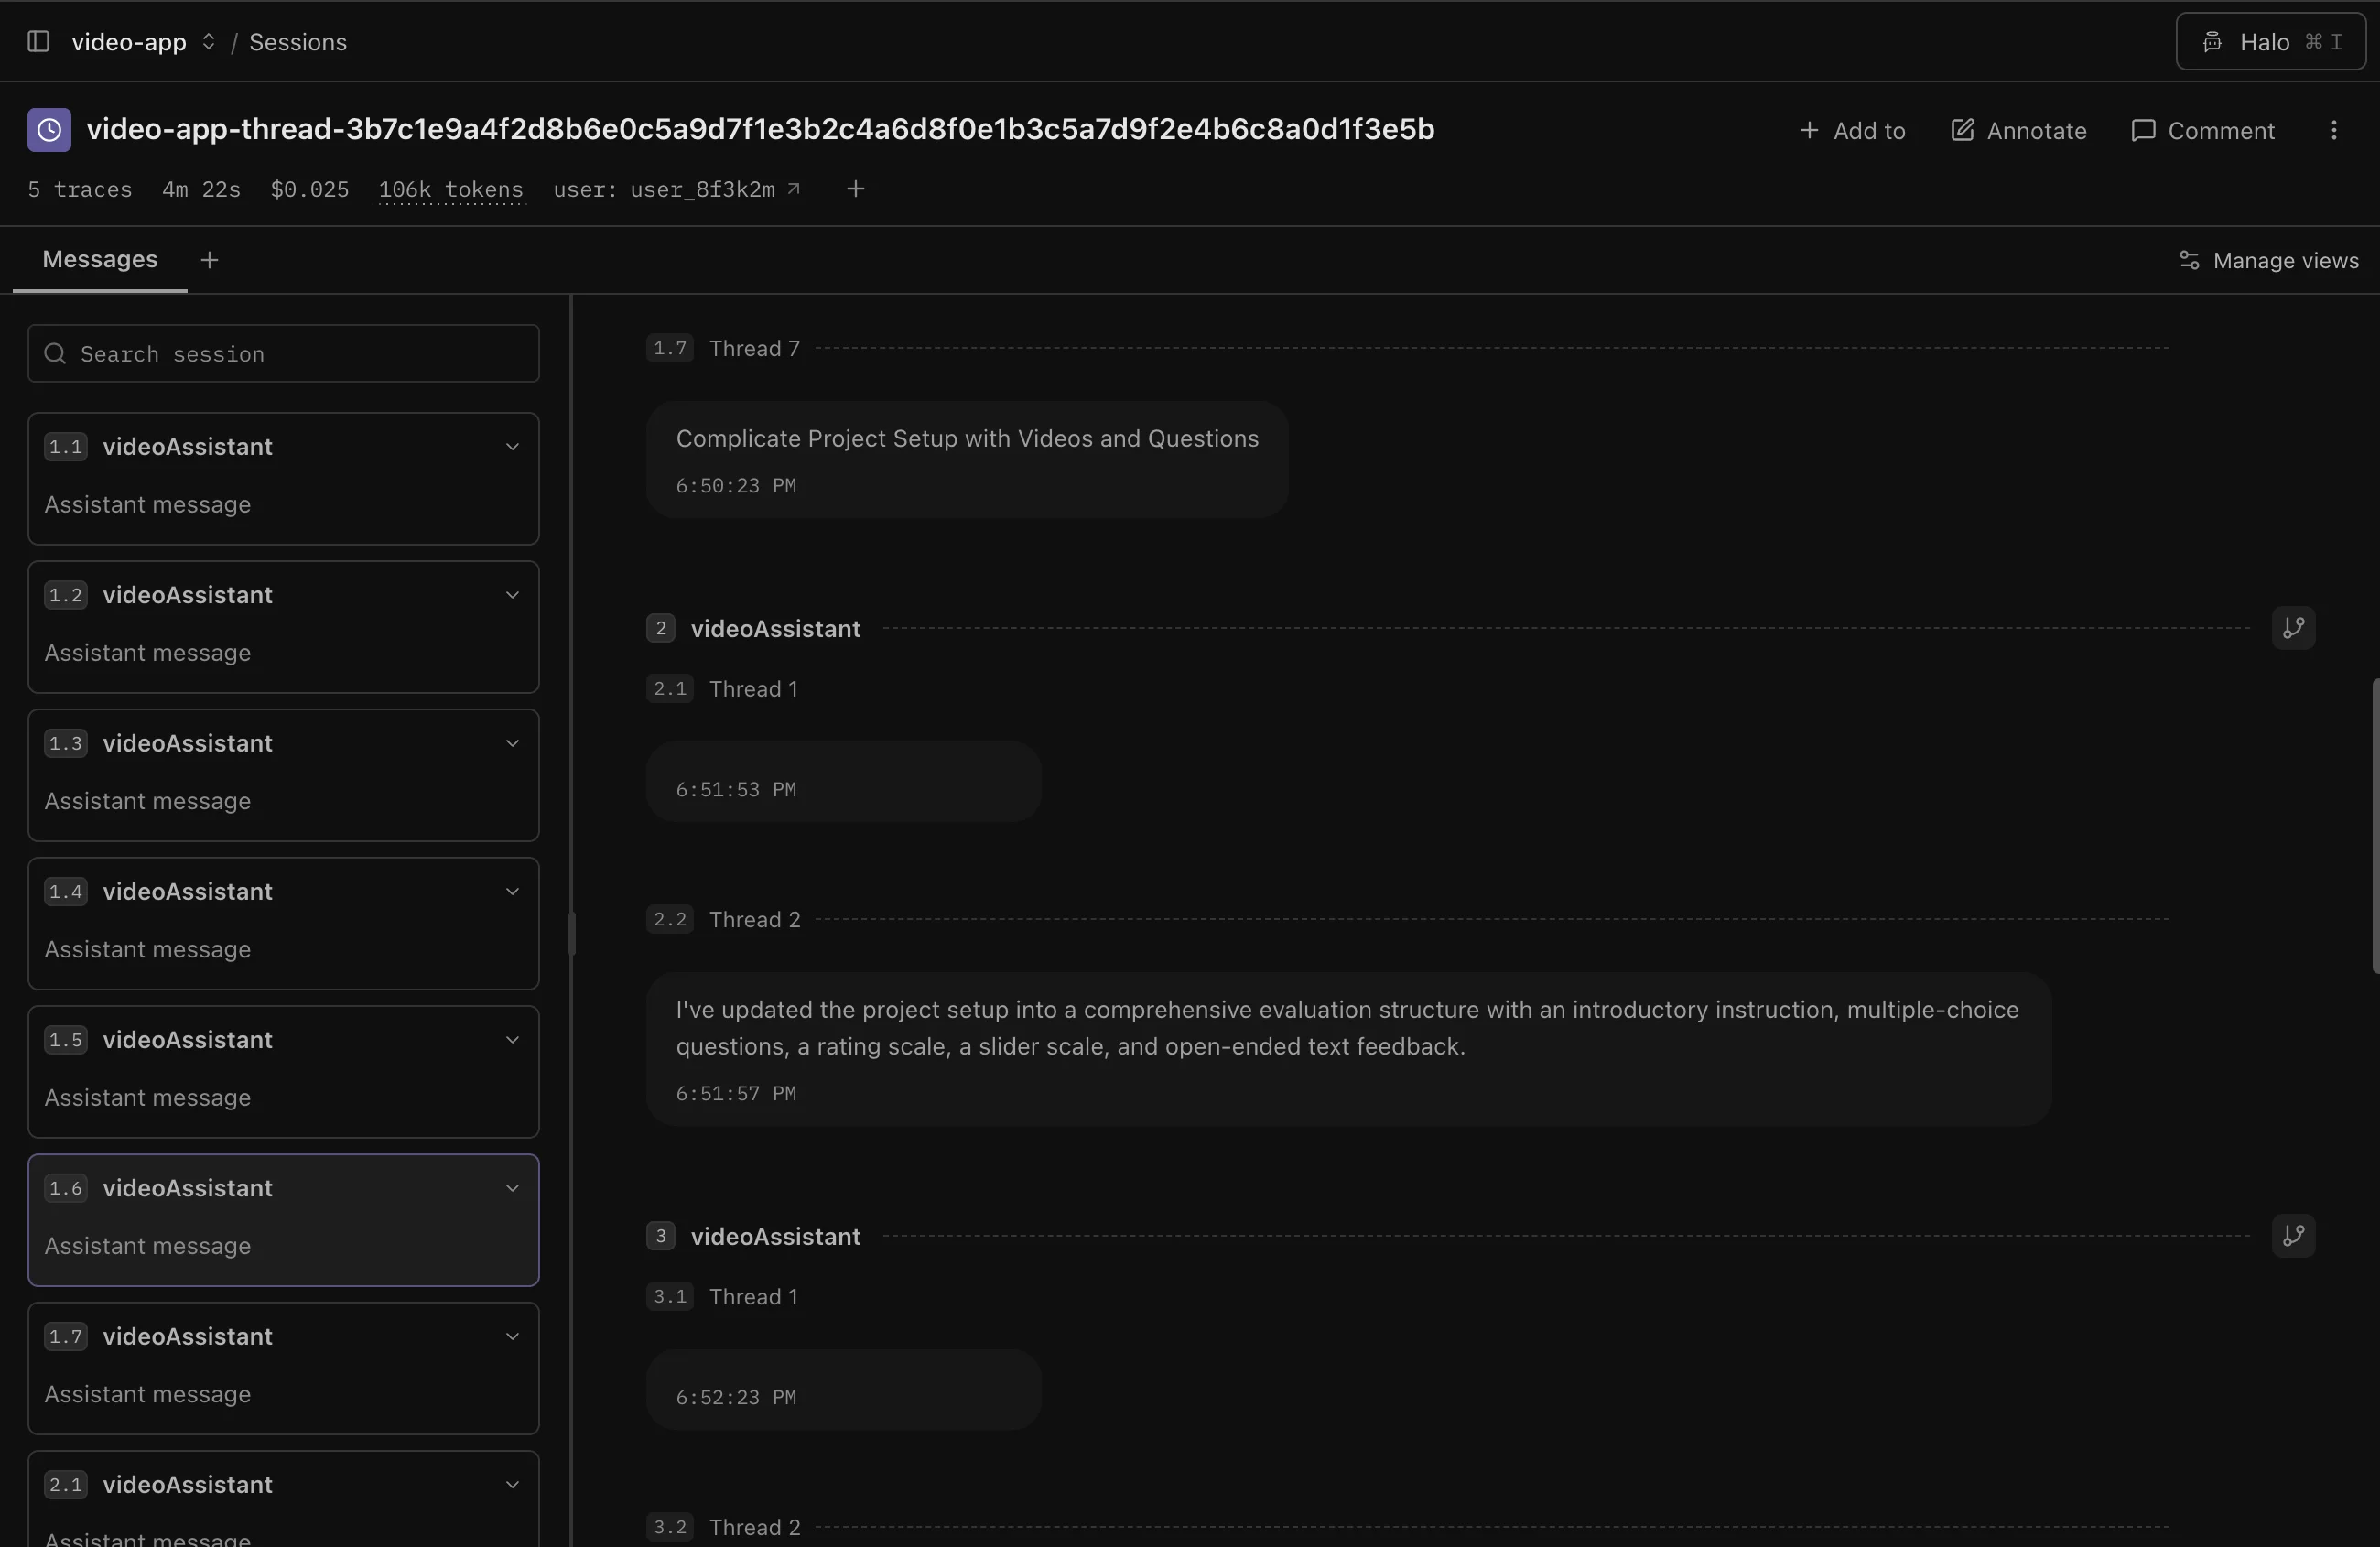 video-app / Sessions
Halo ⌘ I
video-app-thread-3b7c1e9a4f2d8b6e0c5a9d7f1e3b2c4a6d8f0e1b3c5a7d9f2e4b6c8a0d1f3e5b
Add to
Annotate
Comment
5 traces 4m 22s $0.025 106k tokens user: user_8f3k2m
Messages
Manage views
Search session
1.1 videoAssistant
Assistant message
1.2 videoAssistant
Assistant message
1.3 videoAssistant
Assistant message
1.4 videoAssistant
Assistant message
1.5 videoAssistant
Assistant message
1.6 videoAssistant
Assistant message
1.7 videoAssistant
Assistant message
2.1 videoAssistant
Assistant message
1.7 Thread 7
Complicate Project Setup with Videos and Questions
6:50:23 PM
2 videoAssistant
2.1 Thread 1
6:51:53 PM
2.2 Thread 2
I've updated the project setup into a comprehensive evaluation structure with an introductory instruction, multiple-choice
questions, a rating scale, a slider scale, and open-ended text feedback.
6:51:57 PM
3 videoAssistant
3.1 Thread 1
6:52:23 PM
3.2 Thread 2